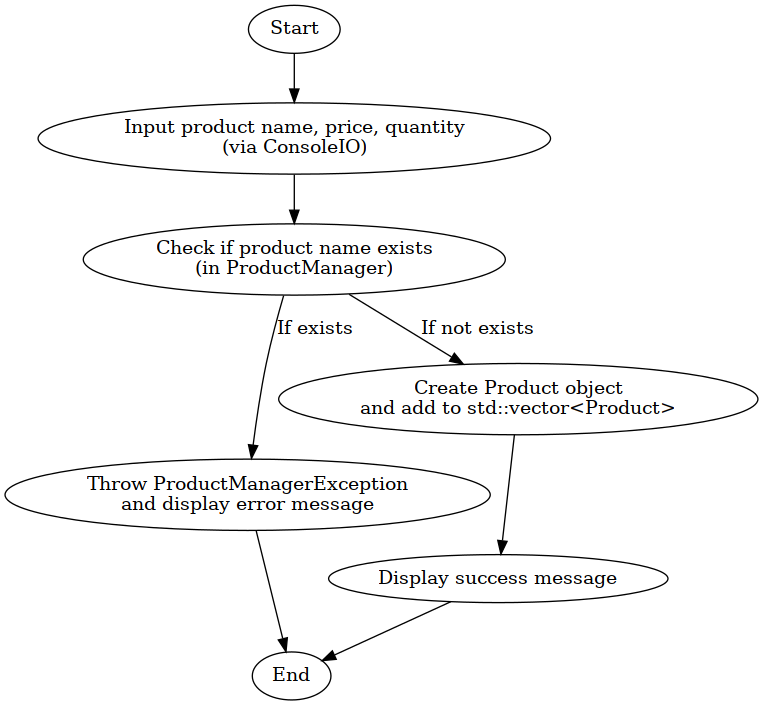 Start
Input product name, price, quantity
(via ConsoleIO)
Check if product name exists
(in ProductManager)
If exists
If not exists
Create Product object
and add to std::vector<Product>
Throw ProductManagerException
and display error message
Display success message
End